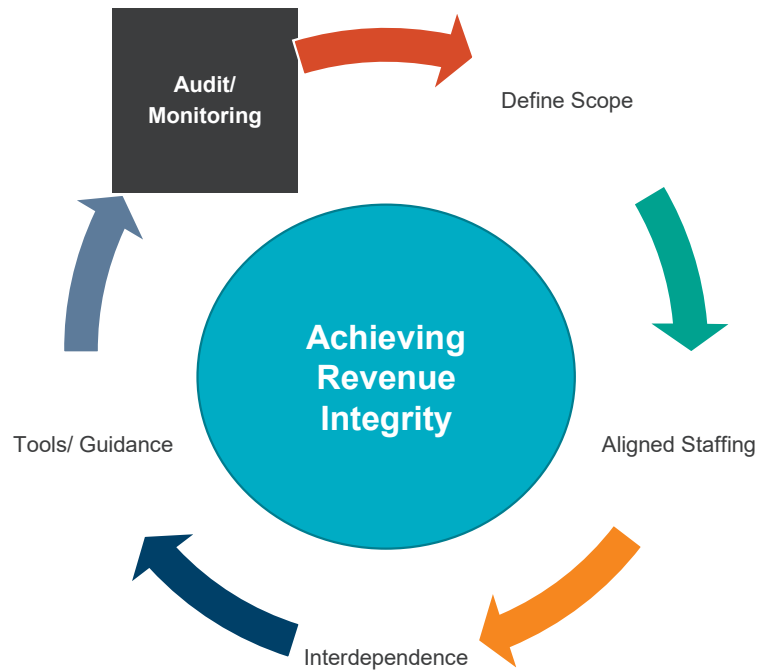 Audit/
Monitoring
Define Scope
Achieving
Revenue
Integrity
Tools/ Guidance
Aligned Staffing
Interdependence